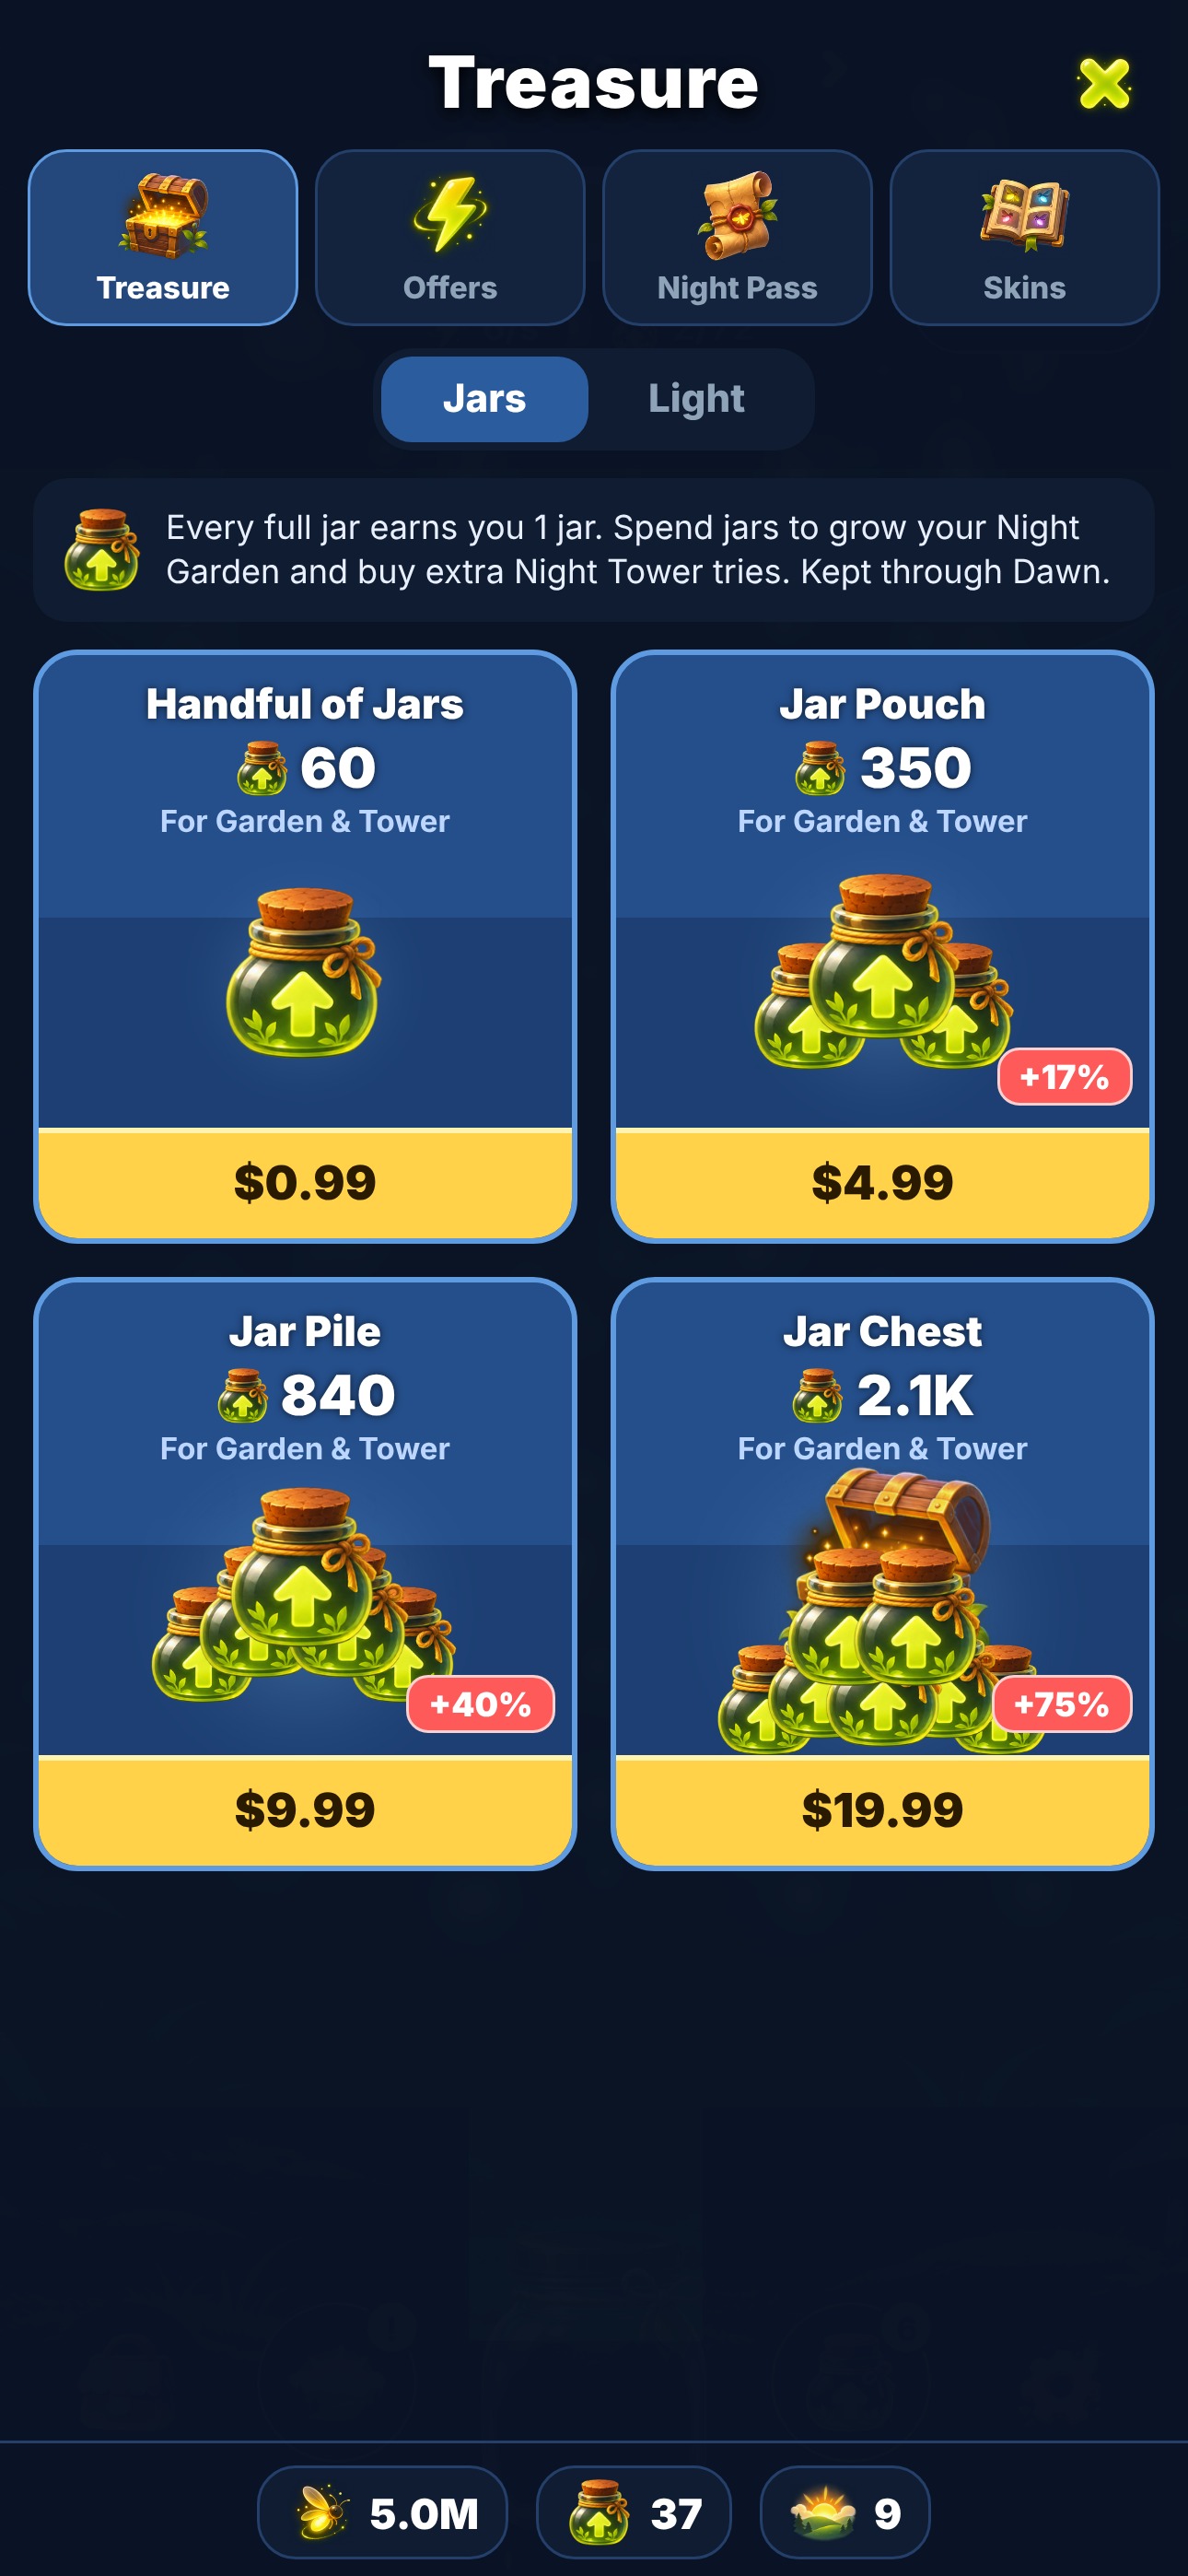 Treasure
Treasure
Offers
Night Pass
Skins
Jars
Light
Every full jar earns you 1 jar. Spend jars to grow your Night
Garden and buy extra Night Tower tries. Kept through Dawn.
Handful of Jars
60
For Garden & Tower
$0.99
Jar Pouch
350
For Garden & Tower
+17%
$4.99
Jar Pile
840
For Garden & Tower
+40%
$9.99
Jar Chest
2.1K
For Garden & Tower
+75%
$19.99
5.0M
37
9